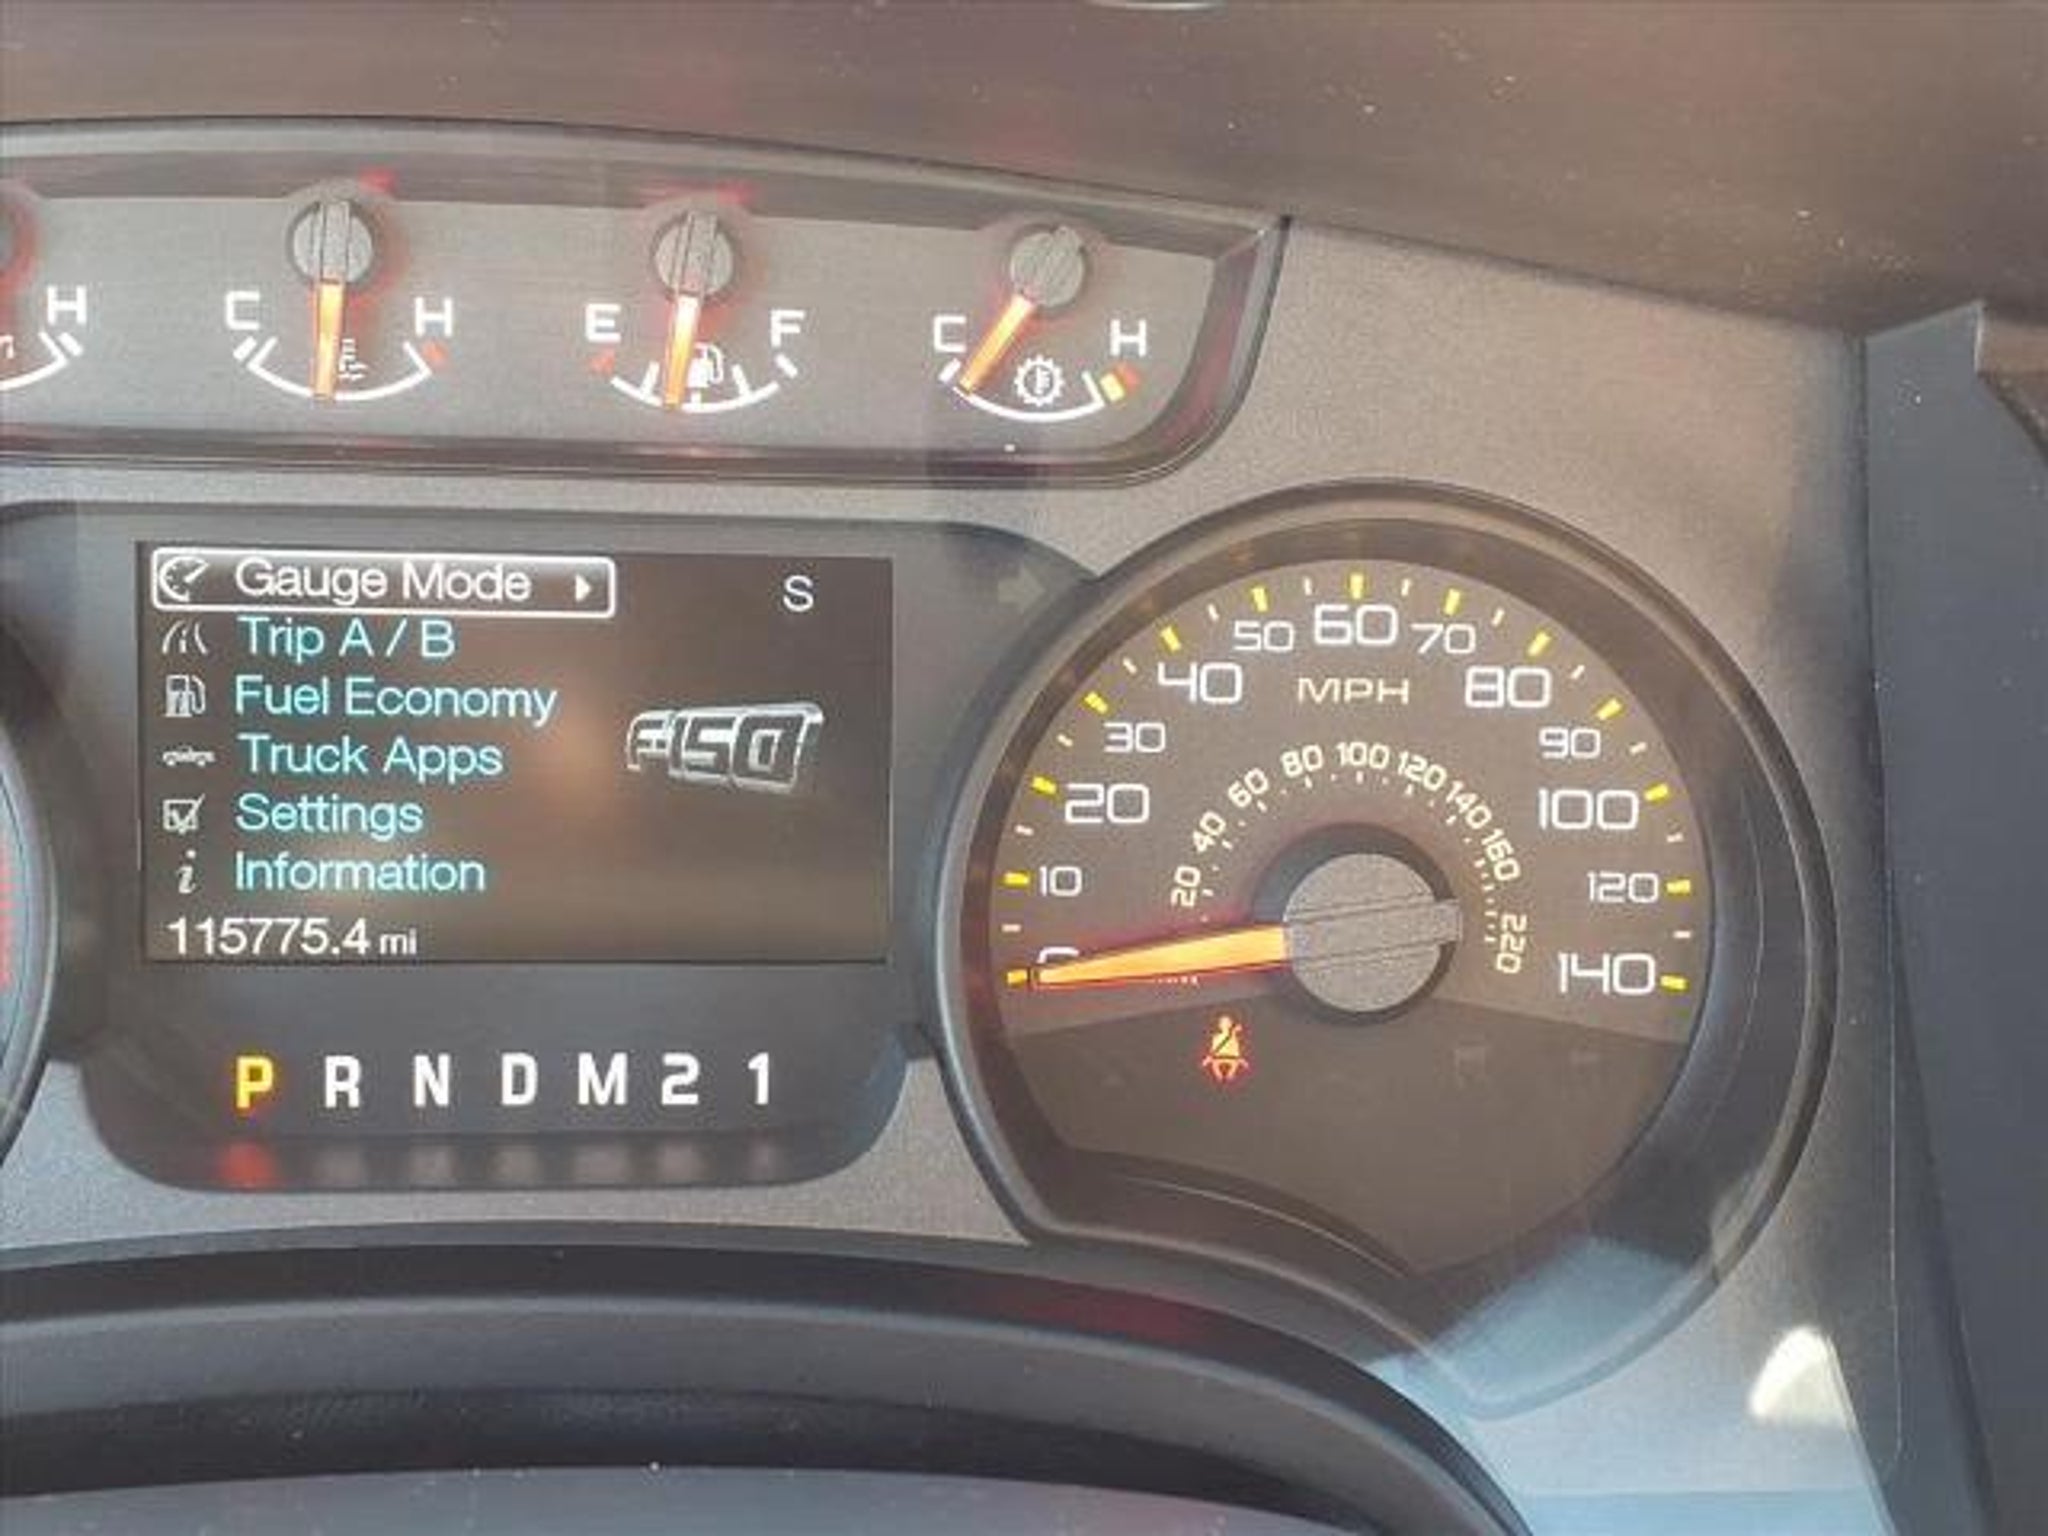 H
C H
E F
C H
Gauge Mode
S
Trip A / B
Fuel Economy
F150
Truck Apps
Settings
i Information
115775.4 mi
P R N D M 2 1
0 10 20 30 40 50 60 70 80 90 100 120 140
MPH
20 40 60 80 100 120 140 160 220